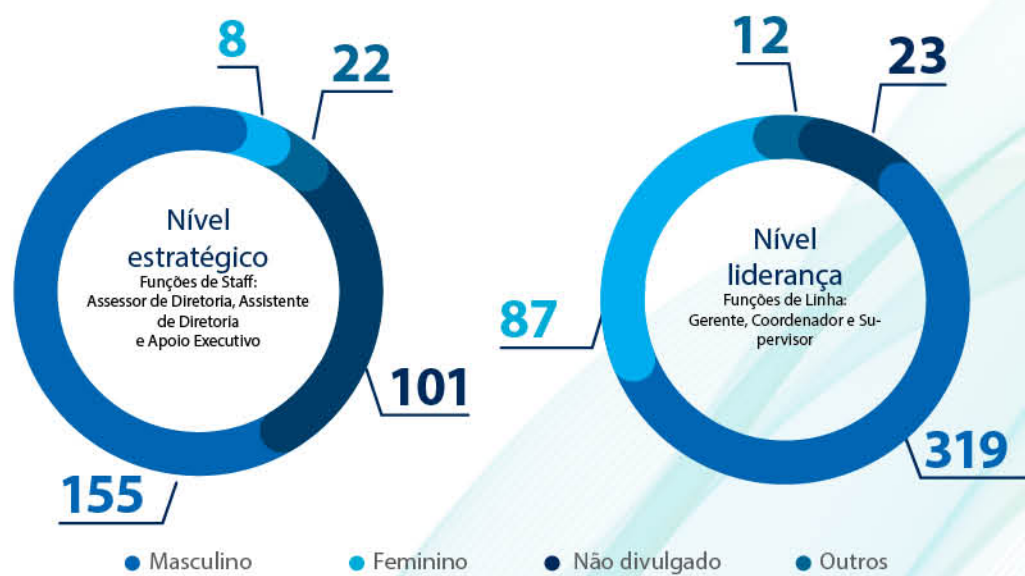 8
22
Nível
estratégico
Funções de Staff:
Assessor de Diretoria, Assistente
de Diretoria
e Apoio Executivo
101
155
12
23
Nível
liderança
Funções de Linha:
Gerente, Coordenador e Su-
pervisor
87
319
Masculino
Feminino
Não divulgado
Outros